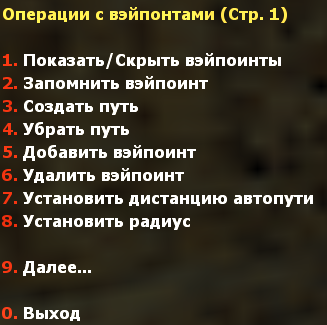 Операции с вэйпонтами (Стр. 1)
1. Показать/Скрыть вэйпоинты
2. Запомнить вэйпоинт
3. Создать путь
4. Убрать путь
5. Добавить вэйпоинт
6. Удалить вэйпоинт
7. Установить дистанцию автопути
8. Установить радиус
9. Далее...
0. Выход